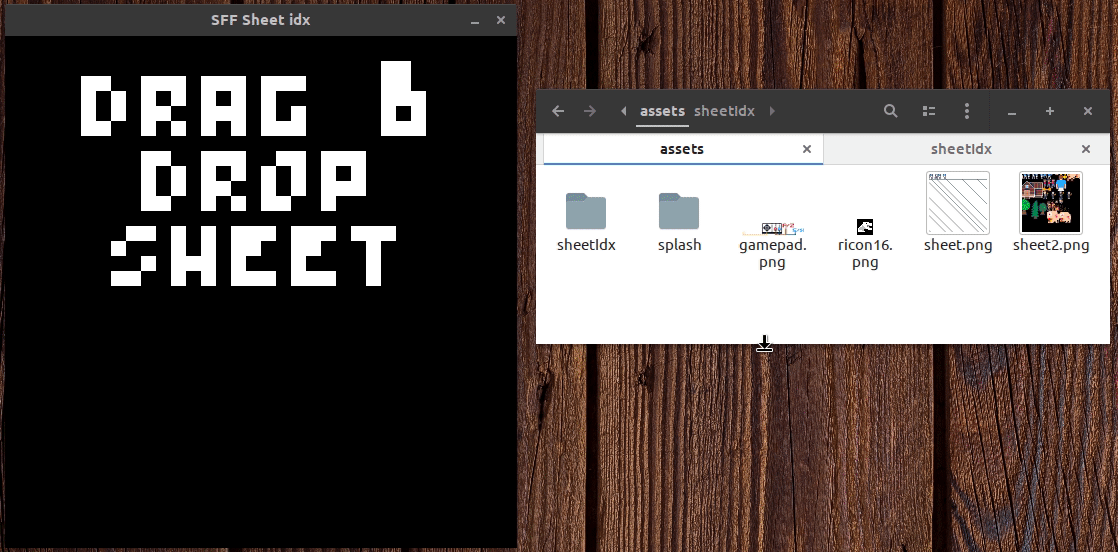 SFF Sheet idx
DRAG &
DROP
SHEET
assets sheetIdx
assets sheetIdx
sheetIdx splash gamepad.png ricon16.png sheet.png sheet2.png